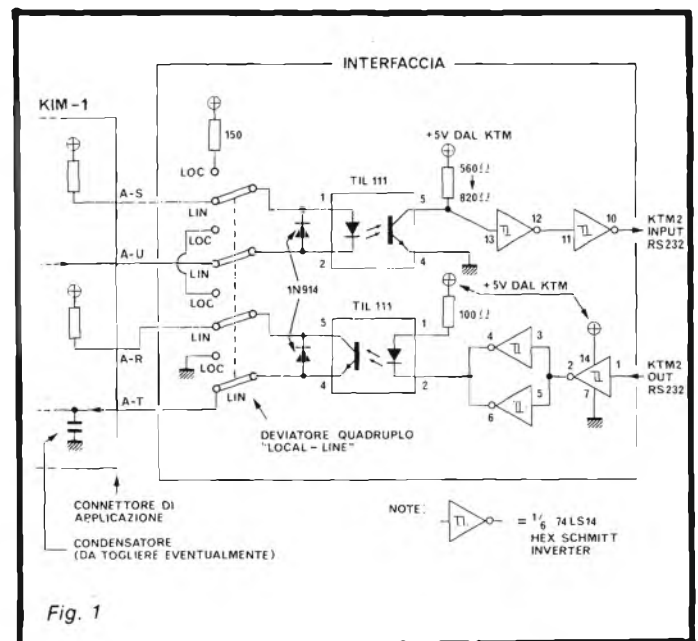 INTERFACCIA
KIM-1
150
LOC
LIN
LOC
LIN
LOC
LIN
LOC
LIN
A-S
A-U
A-R
A-T
TIL 111
1
2
5
4
1N914
TIL 111
5
4
1
2
+5V DAL KTM
560 Ω
820 Ω
13
12
11
10
KTM2
INPUT
RS232
+5V DAL KTM
100 Ω
4
3
6
5
2
14
7
1
KTM2
OUT
RS232
DEVIATORE QUADRUPLO
"LOCAL-LINE"
CONNETTORE DI
APPLICAZIONE
CONDENSATORE
(DA TOGLIERE EVENTUALMENTE)
NOTE:
= 1/6 74LS14
HEX SCHMITT
INVERTER
Fig. 1